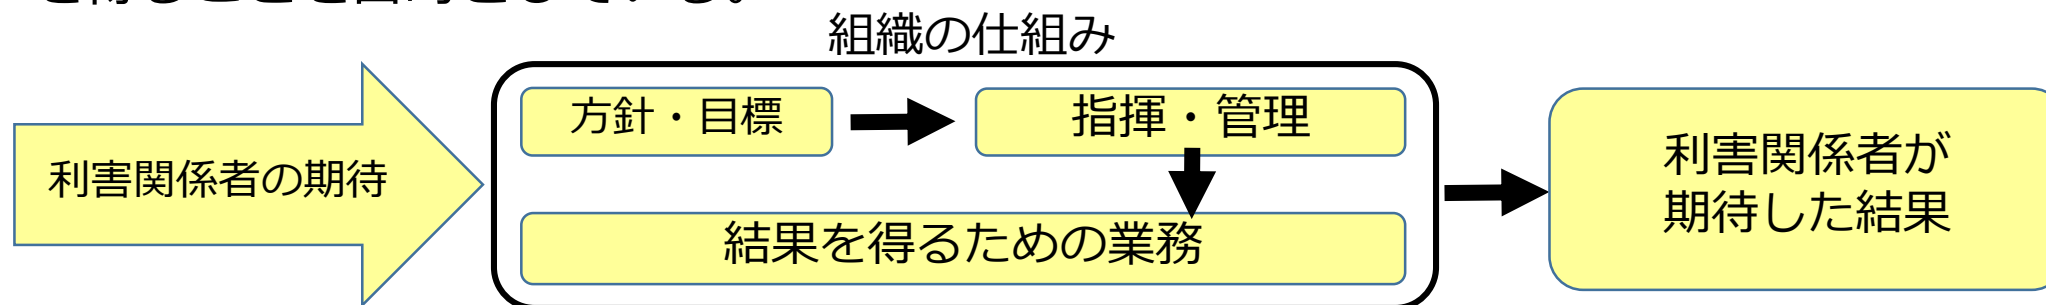 組織の仕組み
利害関係者の期待
方針・目標
指揮・管理
結果を得るための業務
利害関係者が
期待した結果